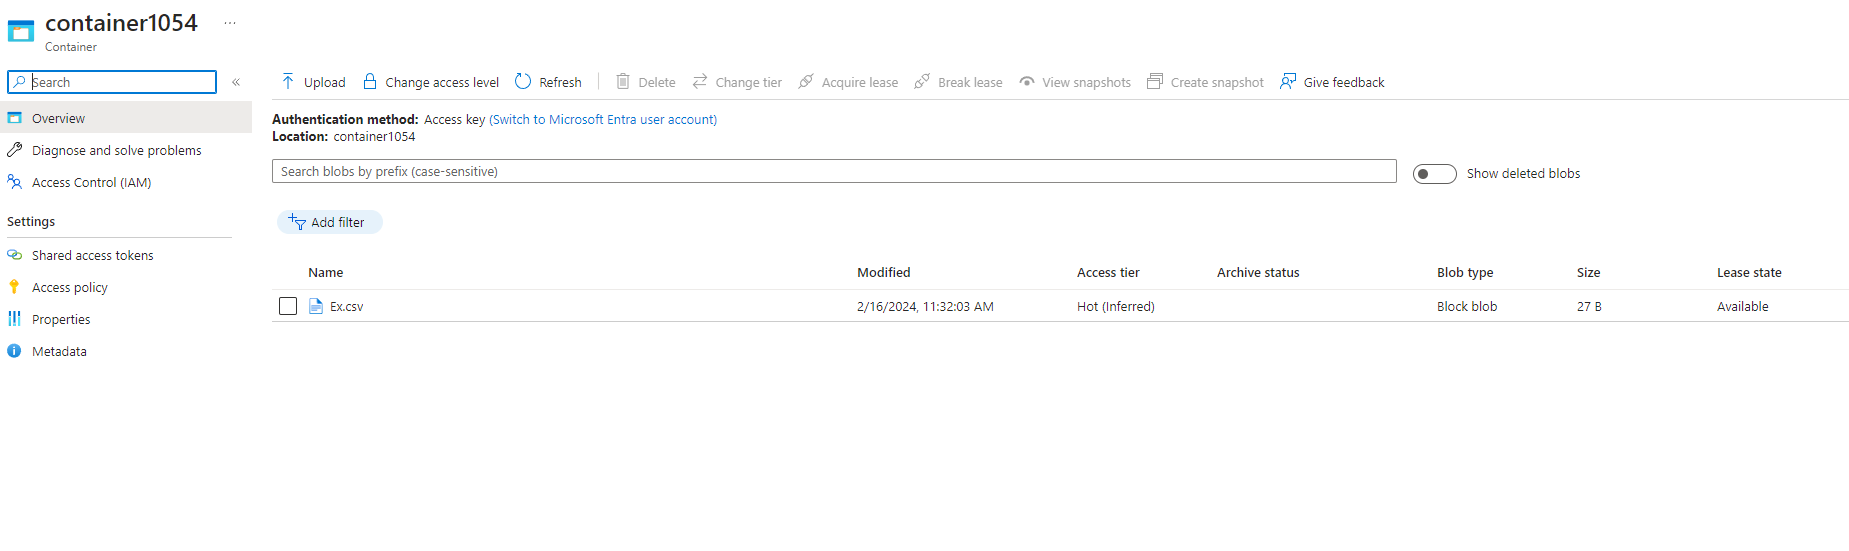 container1054 ...
Container
Search «
Overview
Diagnose and solve problems
Access Control (IAM)
Settings
Shared access tokens
Access policy
Properties
Metadata
Upload Change access level Refresh Delete Change tier Acquire lease Break lease View snapshots Create snapshot Give feedback
Authentication method: Access key (Switch to Microsoft Entra user account)
Location: container1054
Search blobs by prefix (case-sensitive) Show deleted blobs
Add filter
Name Modified Access tier Archive status Blob type Size Lease state
Ex.csv 2/16/2024, 11:32:03 AM Hot (Inferred) Block blob 27 B Available